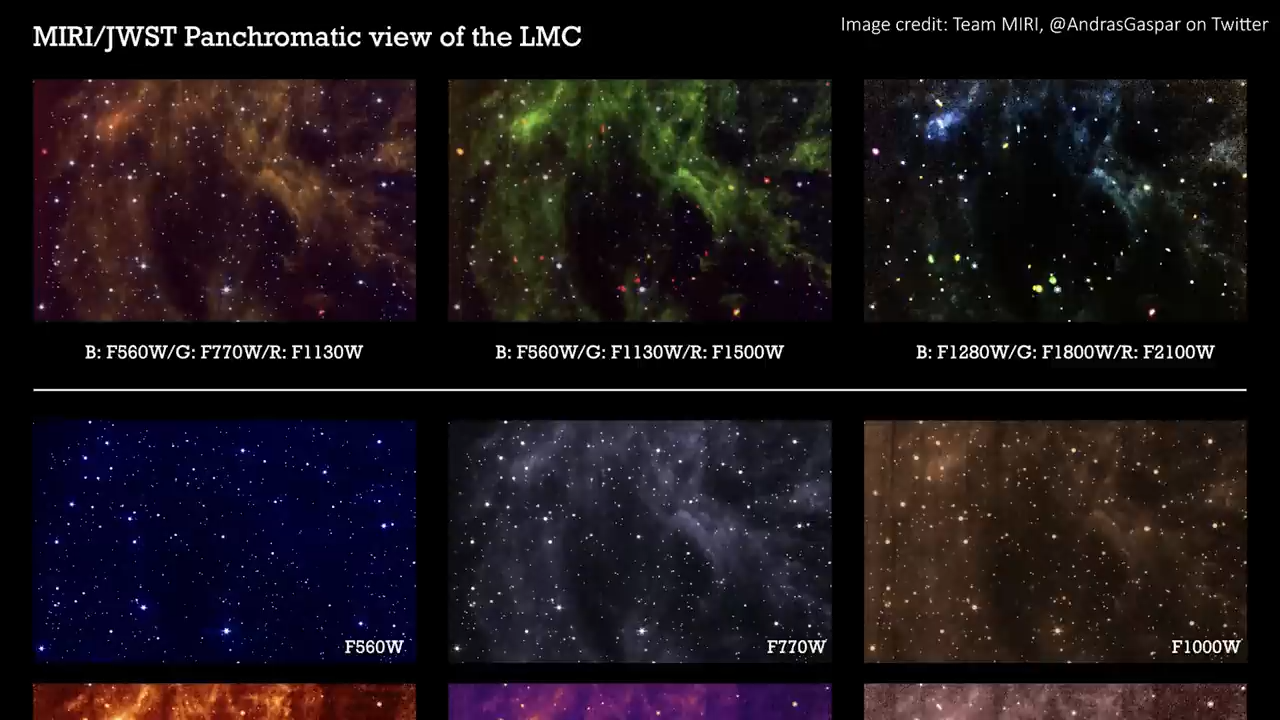 MIRI/JWST Panchromatic view of the LMC
Image credit: Team MIRI, @AndrasGaspar on Twitter
B: F560W/G: F770W/R: F1130W
B: F560W/G: F1130W/R: F1500W
B: F1280W/G: F1800W/R: F2100W
F560W
F770W
F1000W